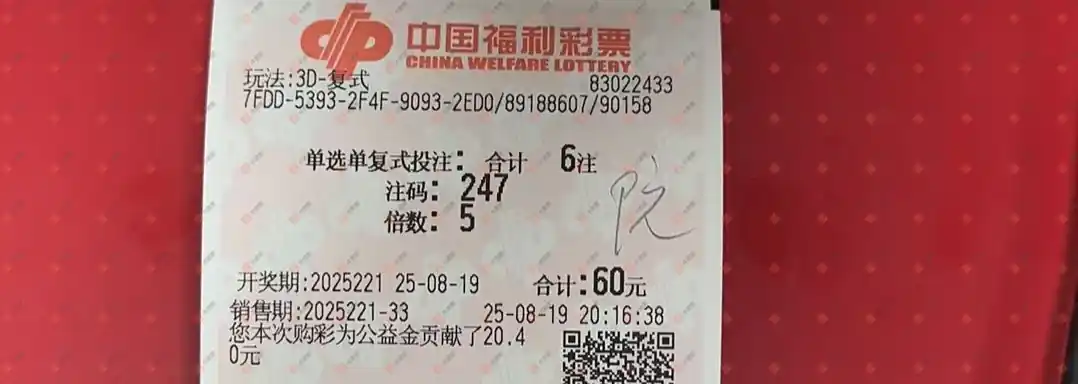 中国福利彩票
CHINA WELFARE LOTTERY
玩法:3D-复式 83022433
7FDD-5393-2F4F-9093-2ED0/89188607/90158
单选单复式投注: 合计 6注
注码: 247
倍数: 5
院
开奖期:2025221 25-08-19 合计:60元
销售期:2025221-33 25-08-19 20:16:38
您本次购彩为公益金贡献了20.4
0元